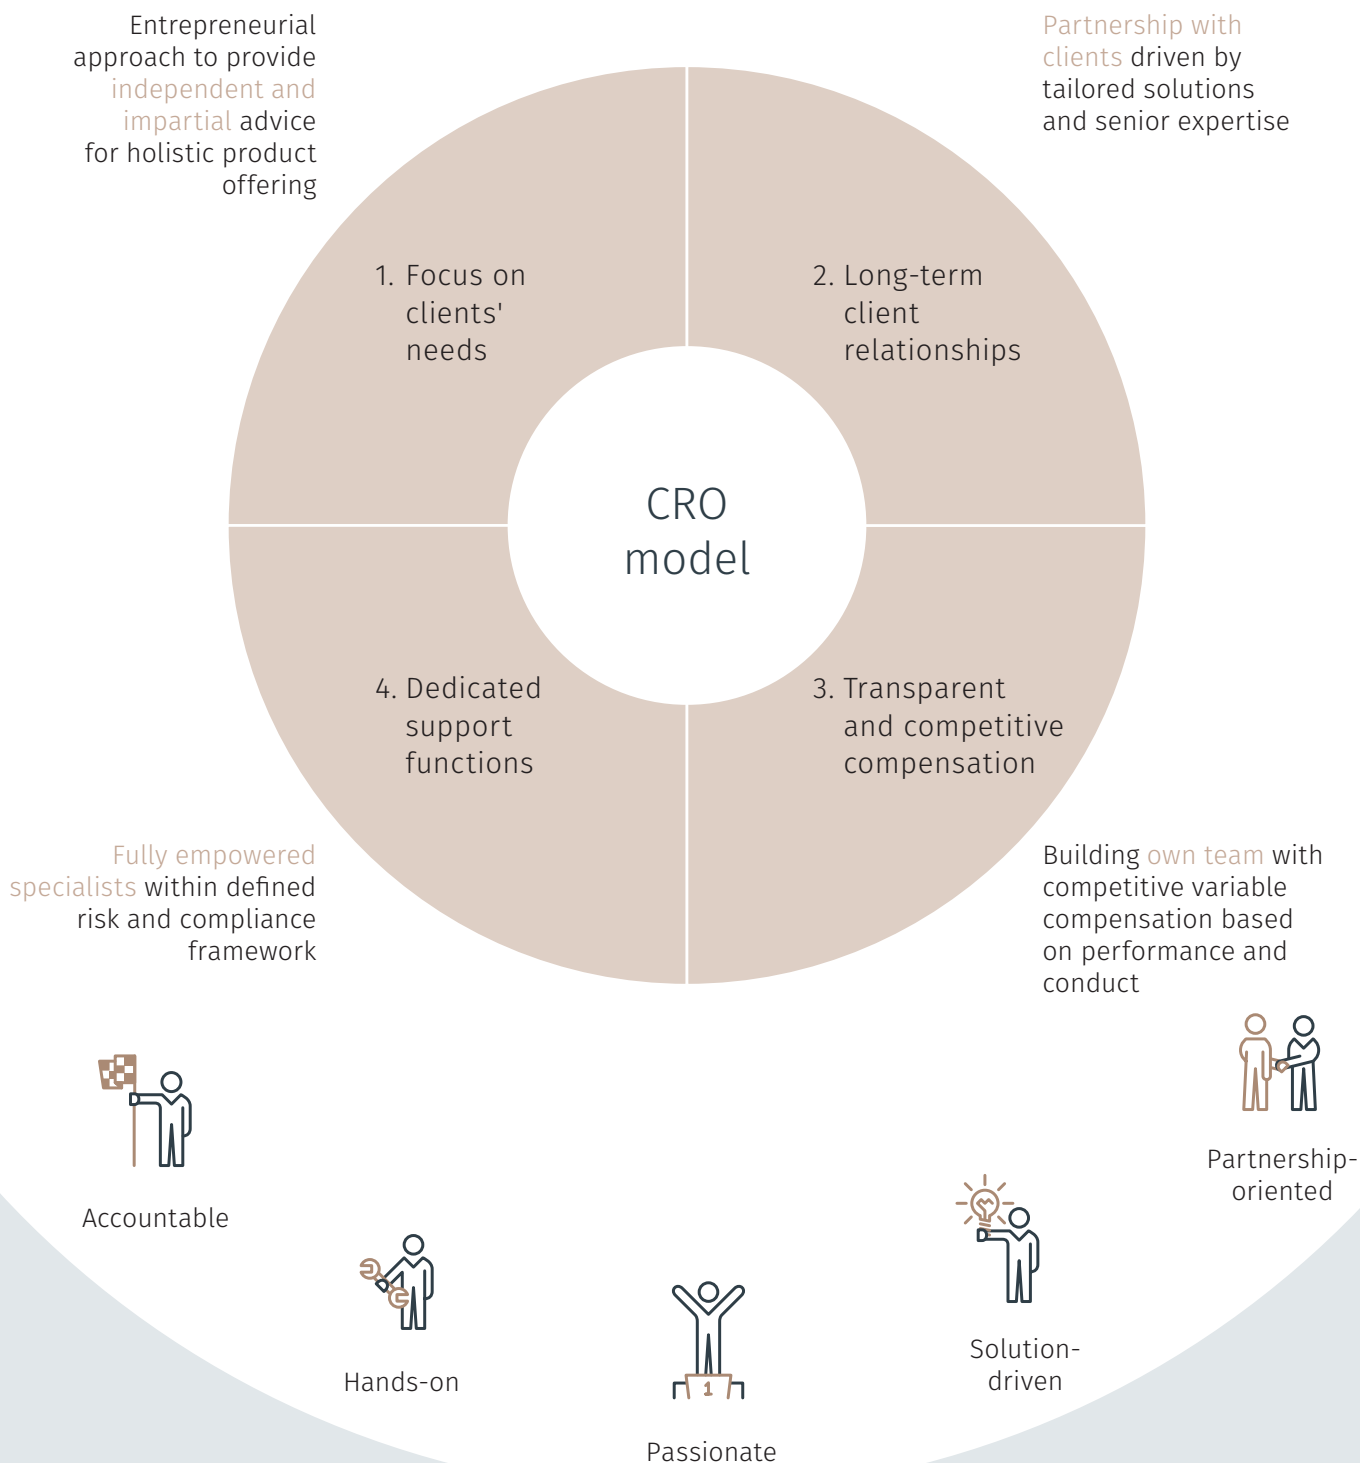 Entrepreneurial
approach to provide
independent and
impartial advice
for holistic product
offering
Partnership with
clients driven by
tailored solutions
and senior expertise
1. Focus on
clients'
needs
2. Long-term
client
relationships
CRO
model
4. Dedicated
support
functions
3. Transparent
and competitive
compensation
Fully empowered
specialists within defined
risk and compliance
framework
Building own team with
competitive variable
compensation based
on performance and
conduct
Accountable
Hands-on
1
Passionate
Solution-
driven
Partnership-
oriented